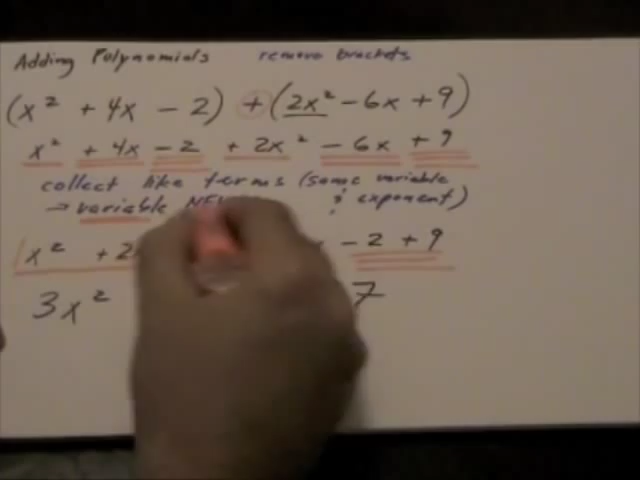 Adding Polynomials remove brackets
(x² + 4x - 2) + (2x² - 6x + 9)
x² + 4x - 2 + 2x² - 6x + 9
collect like terms (same variable
→ variable & exponent)
x² + 2 - 2 + 9
3x² 7